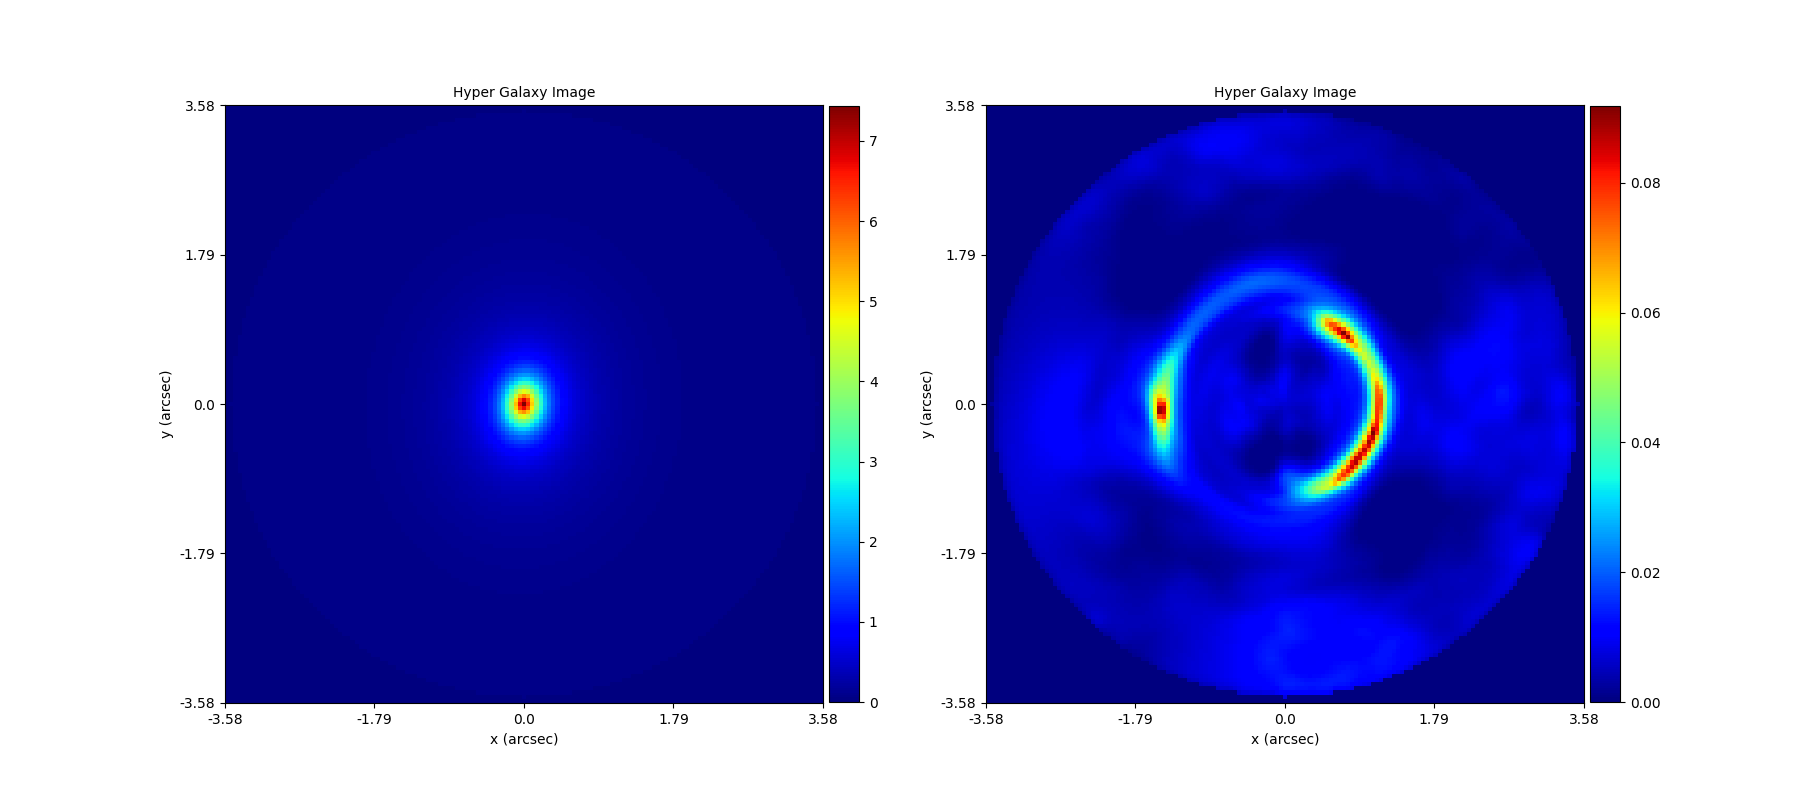 Hyper Galaxy Image
3.58
1.79
0.0
-1.79
-3.58
y (arcsec)
-3.58 -1.79 0.0 1.79 3.58
x (arcsec)
7
6
5
4
3
2
1
0
Hyper Galaxy Image
3.58
1.79
0.0
-1.79
-3.58
y (arcsec)
-3.58 -1.79 0.0 1.79 3.58
x (arcsec)
0.08
0.06
0.04
0.02
0.00